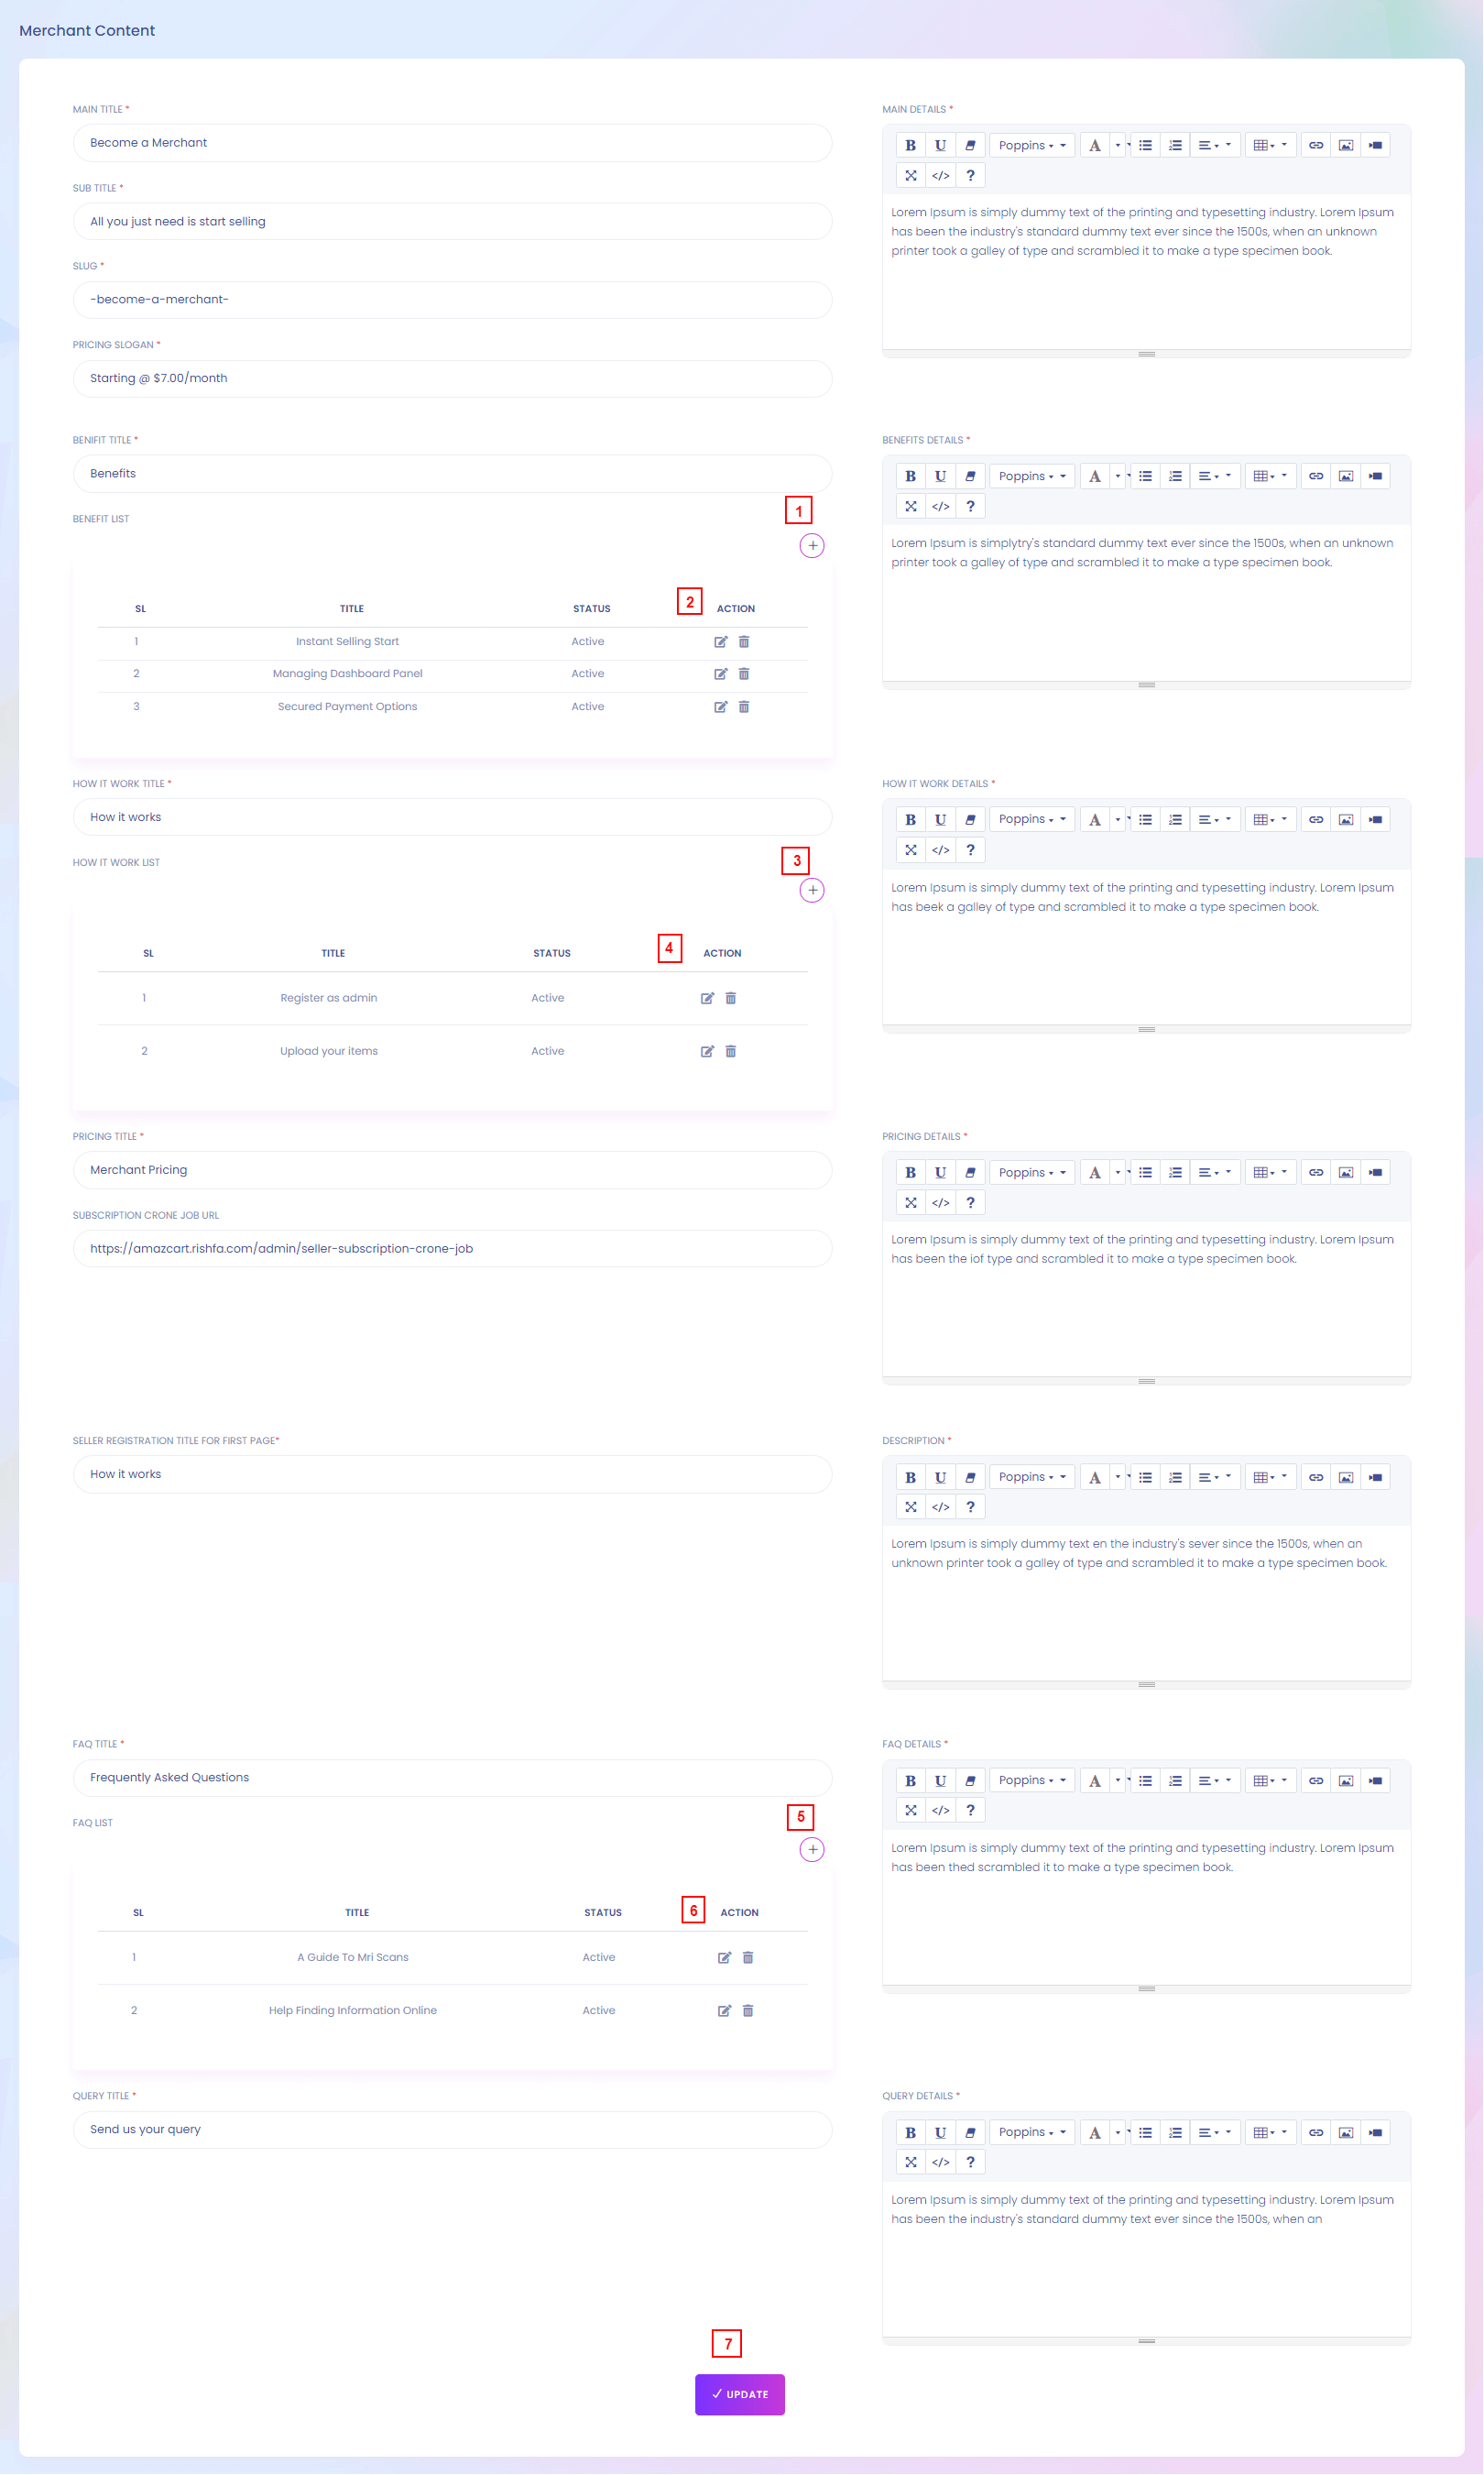 Merchant Content
MAIN TITLE *
Become a Merchant
SUB TITLE *
All you just need is start selling
SLUG *
-become-a-merchant-
PRICING SLOGAN *
Starting @ $7.00/month
MAIN DETAILS *
B U Poppins A
</> ?
Lorem Ipsum is simply dummy text of the printing and typesetting industry. Lorem Ipsum
has been the industry's standard dummy text ever since the 1500s, when an unknown
printer took a galley of type and scrambled it to make a type specimen book.
BENIFIT TITLE *
Benefits
BENEFIT LIST
1
+
2
SL TITLE STATUS ACTION
1 Instant Selling Start Active
2 Managing Dashboard Panel Active
3 Secured Payment Options Active
BENEFITS DETAILS *
B U Poppins A
</> ?
Lorem Ipsum is simplytry's standard dummy text ever since the 1500s, when an unknown
printer took a galley of type and scrambled it to make a type specimen book.
HOW IT WORK TITLE *
How it works
HOW IT WORK LIST
3
+
4
SL TITLE STATUS ACTION
1 Register as admin Active
2 Upload your items Active
HOW IT WORK DETAILS *
B U Poppins A
</> ?
Lorem Ipsum is simply dummy text of the printing and typesetting industry. Lorem Ipsum
has beek a galley of type and scrambled it to make a type specimen book.
PRICING TITLE *
Merchant Pricing
SUBSCRIPTION CRONE JOB URL
https://amazcart.rishfa.com/admin/seller-subscription-crone-job
PRICING DETAILS *
B U Poppins A
</> ?
Lorem Ipsum is simply dummy text of the printing and typesetting industry. Lorem Ipsum
has been the iof type and scrambled it to make a type specimen book.
SELLER REGISTRATION TITLE FOR FIRST PAGE*
How it works
DESCRIPTION *
B U Poppins A
</> ?
Lorem Ipsum is simply dummy text en the industry's sever since the 1500s, when an
unknown printer took a galley of type and scrambled it to make a type specimen book.
FAQ TITLE *
Frequently Asked Questions
FAQ LIST
5
+
6
SL TITLE STATUS ACTION
1 A Guide To Mri Scans Active
2 Help Finding Information Online Active
FAQ DETAILS *
B U Poppins A
</> ?
Lorem Ipsum is simply dummy text of the printing and typesetting industry. Lorem Ipsum
has been thed scrambled it to make a type specimen book.
QUERY TITLE *
Send us your query
QUERY DETAILS *
B U Poppins A
</> ?
Lorem Ipsum is simply dummy text of the printing and typesetting industry. Lorem Ipsum
has been the industry's standard dummy text ever since the 1500s, when an
7
✓ UPDATE